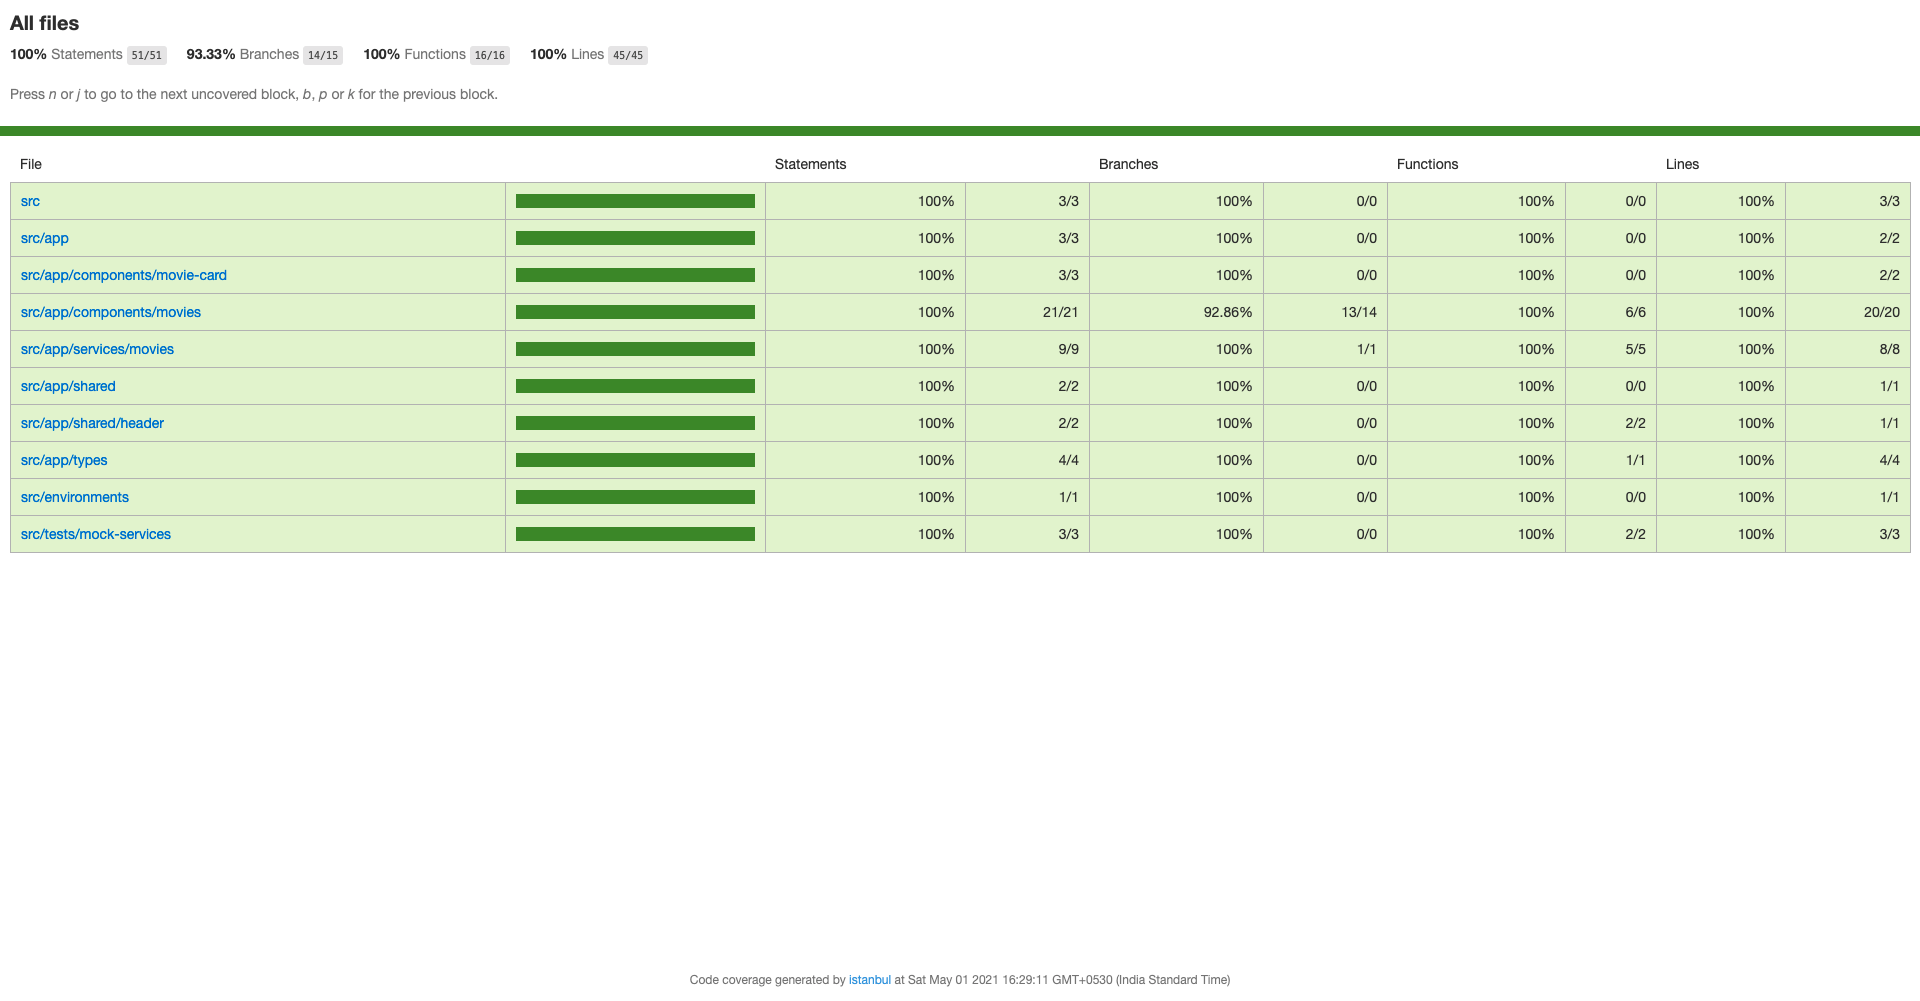 All files
100% Statements 51/51 93.33% Branches 14/15 100% Functions 16/16 100% Lines 45/45
Press n or j to go to the next uncovered block, b, p or k for the previous block.
File Statements Branches Functions Lines
src 100% 3/3 100% 0/0 100% 0/0 100% 3/3
src/app 100% 3/3 100% 0/0 100% 0/0 100% 2/2
src/app/components/movie-card 100% 3/3 100% 0/0 100% 0/0 100% 2/2
src/app/components/movies 100% 21/21 92.86% 13/14 100% 6/6 100% 20/20
src/app/services/movies 100% 9/9 100% 1/1 100% 5/5 100% 8/8
src/app/shared 100% 2/2 100% 0/0 100% 0/0 100% 1/1
src/app/shared/header 100% 2/2 100% 0/0 100% 2/2 100% 1/1
src/app/types 100% 4/4 100% 0/0 100% 1/1 100% 4/4
src/environments 100% 1/1 100% 0/0 100% 0/0 100% 1/1
src/tests/mock-services 100% 3/3 100% 0/0 100% 2/2 100% 3/3
Code coverage generated by istanbul at Sat May 01 2021 16:29:11 GMT+0530 (India Standard Time)